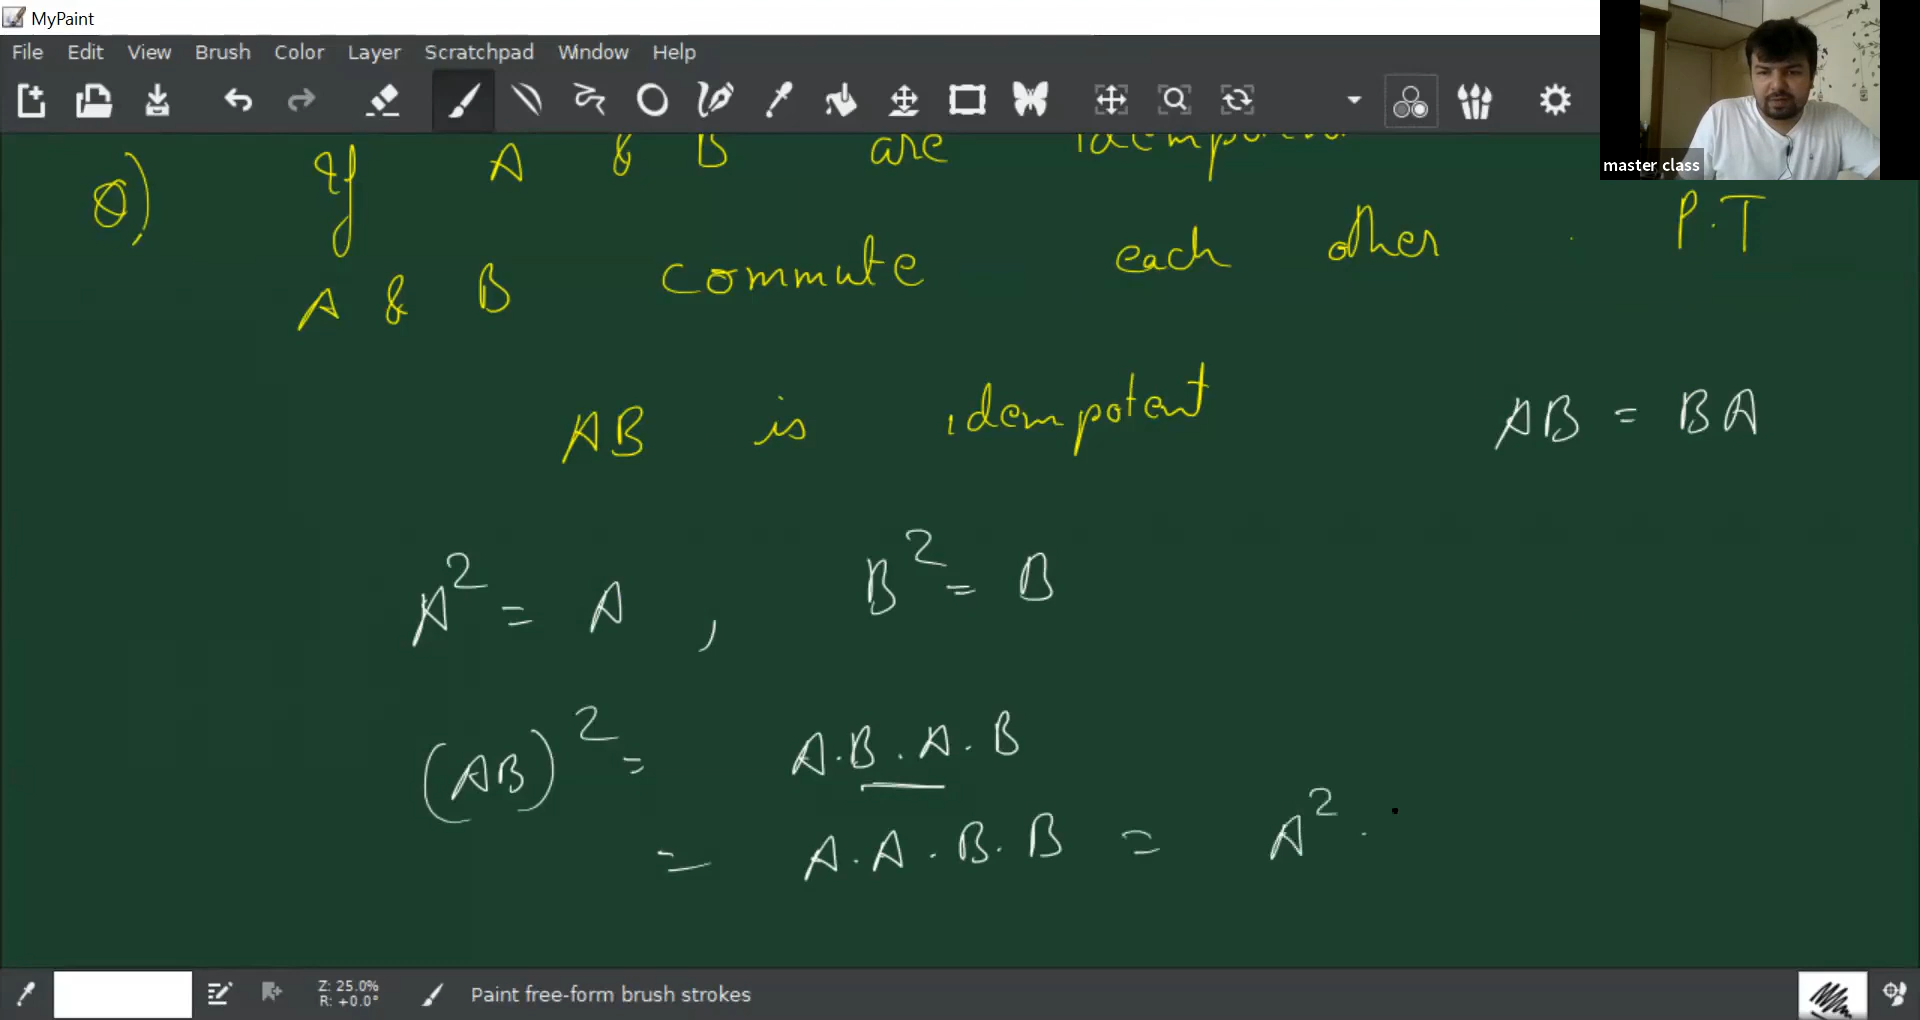 MyPaint
File Edit View Brush Color Layer Scratchpad Window Help
master class
Q) If A & B are
A & B commute each other . P.T
AB is idempotent AB = BA
A² = A , B² = B
(AB)² = A.B.A.B
= A.A.B.B = A² .
Z: 25.0%
R: +0.0°
Paint free-form brush strokes